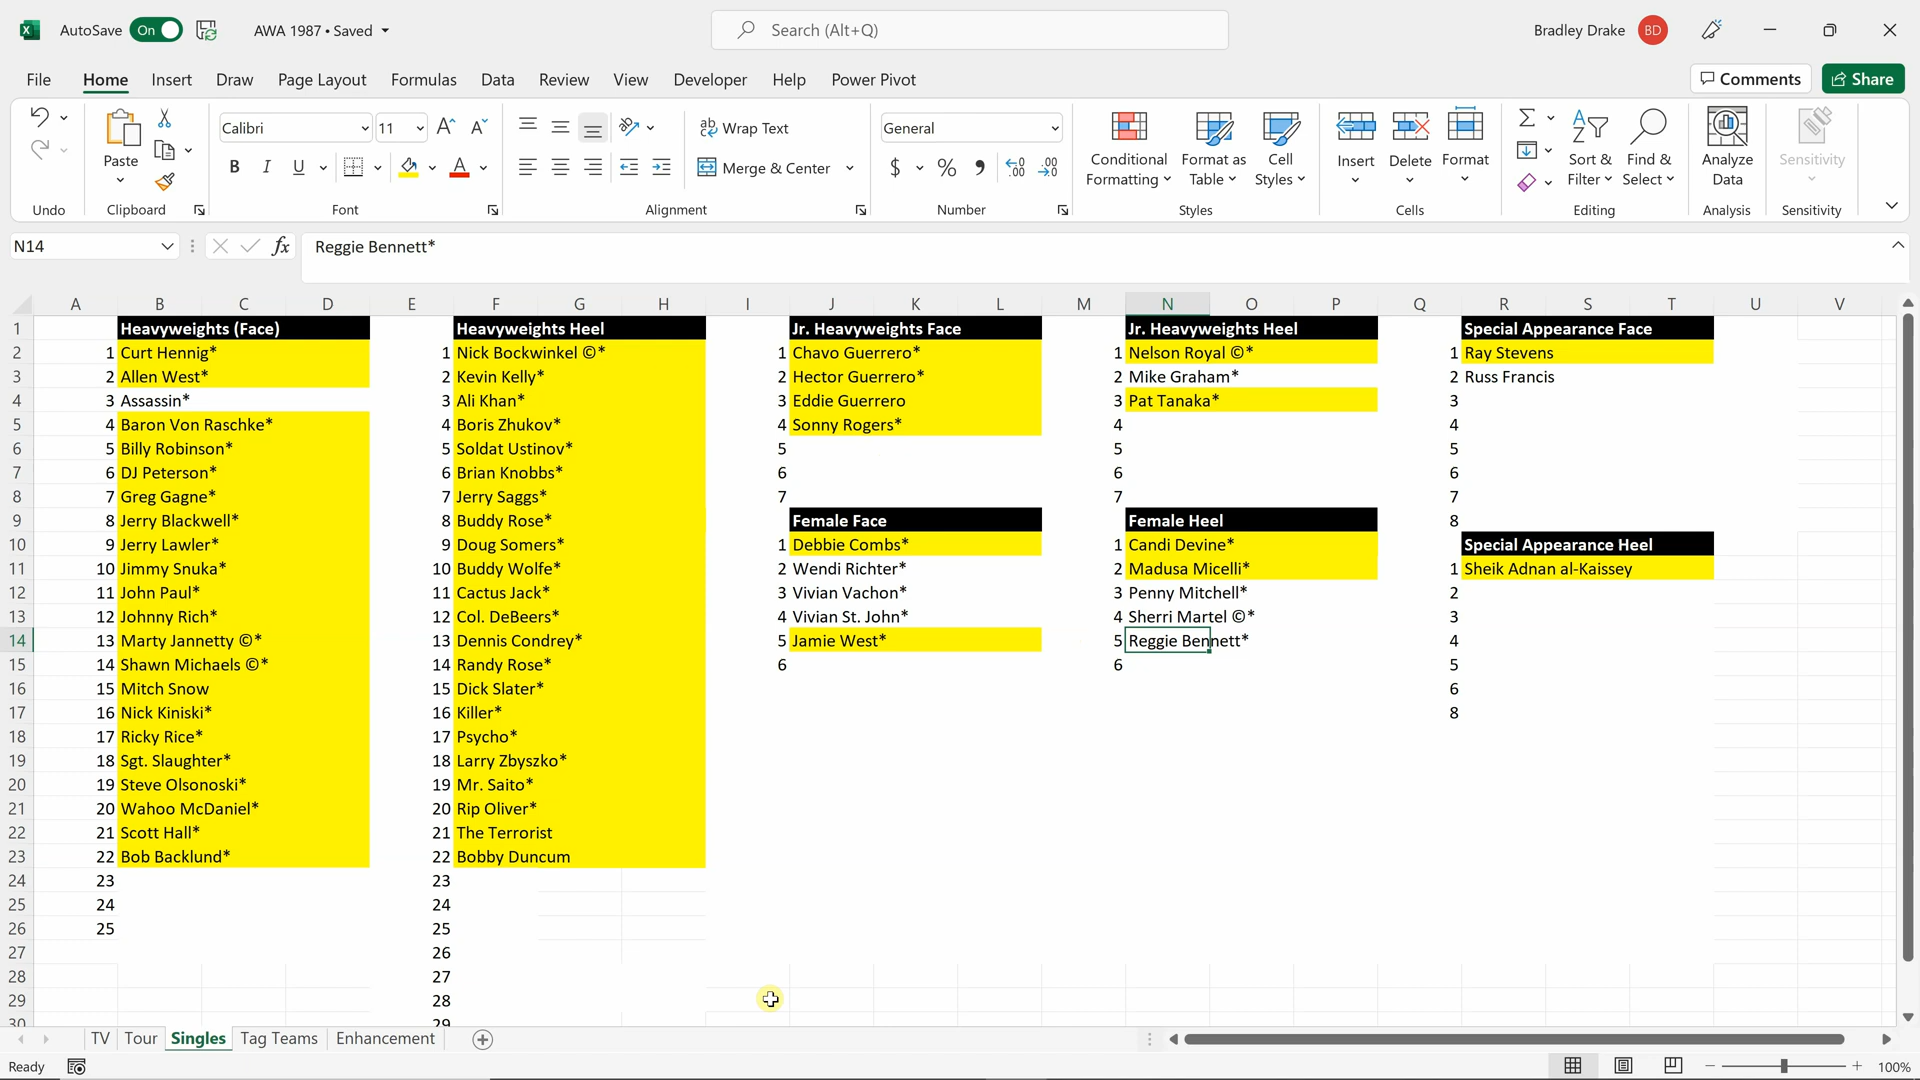 AutoSave On AWA 1987 • Saved Search (Alt+Q) Bradley Drake BD
File Home Insert Draw Page Layout Formulas Data Review View Developer Help Power Pivot Comments Share
Calibri 11 Wrap Text General
Paste B I U Merge & Center $ % Conditional Formatting Format as Table Cell Styles Insert Delete Format Sort & Filter Find & Select Analyze Data Sensitivity
Undo Clipboard Font Alignment Number Styles Cells Editing Analysis Sensitivity
N14 fx Reggie Bennett*
A B C D E F G H I J K L M N O P Q R S T U V
1 Heavyweights (Face) Heavyweights Heel Jr. Heavyweights Face Jr. Heavyweights Heel Special Appearance Face
2 1 Curt Hennig* 1 Nick Bockwinkel ©* 1 Chavo Guerrero* 1 Nelson Royal ©* 1 Ray Stevens
3 2 Allen West* 2 Kevin Kelly* 2 Hector Guerrero* 2 Mike Graham* 2 Russ Francis
4 3 Assassin* 3 Ali Khan* 3 Eddie Guerrero 3 Pat Tanaka* 3
5 4 Baron Von Raschke* 4 Boris Zhukov* 4 Sonny Rogers* 4 4
6 5 Billy Robinson* 5 Soldat Ustinov* 5 5 5
7 6 DJ Peterson* 6 Brian Knobbs* 6 6 6
8 7 Greg Gagne* 7 Jerry Saggs* 7 7 7
9 8 Jerry Blackwell* 8 Buddy Rose* Female Face Female Heel 8
10 9 Jerry Lawler* 9 Doug Somers* 1 Debbie Combs* 1 Candi Devine* Special Appearance Heel
11 10 Jimmy Snuka* 10 Buddy Wolfe* 2 Wendi Richter* 2 Madusa Micelli* 1 Sheik Adnan al-Kaissey
12 11 John Paul* 11 Cactus Jack* 3 Vivian Vachon* 3 Penny Mitchell* 2
13 12 Johnny Rich* 12 Col. DeBeers* 4 Vivian St. John* 4 Sherri Martel ©* 3
14 13 Marty Jannetty ©* 13 Dennis Condrey* 5 Jamie West* 5 Reggie Bennett* 4
15 14 Shawn Michaels ©* 14 Randy Rose* 6 6 5
16 15 Mitch Snow 15 Dick Slater* 6
17 16 Nick Kiniski* 16 Killer* 8
18 17 Ricky Rice* 17 Psycho*
19 18 Sgt. Slaughter* 18 Larry Zbyszko*
20 19 Steve Olsonoski* 19 Mr. Saito*
21 20 Wahoo McDaniel* 20 Rip Oliver*
22 21 Scott Hall* 21 The Terrorist
23 22 Bob Backlund* 22 Bobby Duncum
24 23 23
25 24 24
26 25 25
27 26
28 27
29 28
30 29
TV Tour Singles Tag Teams Enhancement
Ready 100%